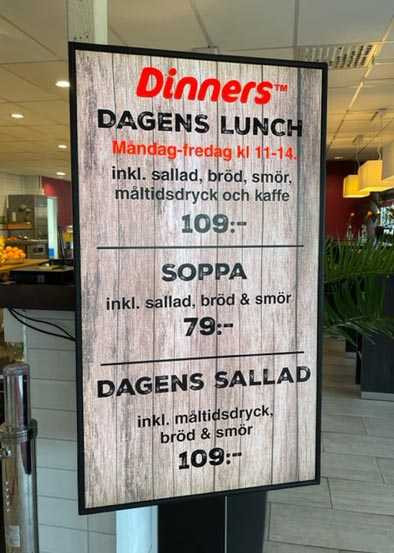 Dinners™
DAGENS LUNCH
Måndag-fredag kl 11-14.
inkl. sallad, bröd, smör,
måltidsdryck och kaffe
109:-
SOPPA
inkl. sallad, bröd & smör
79:-
DAGENS SALLAD
inkl. måltidsdryck,
bröd & smör
109:-